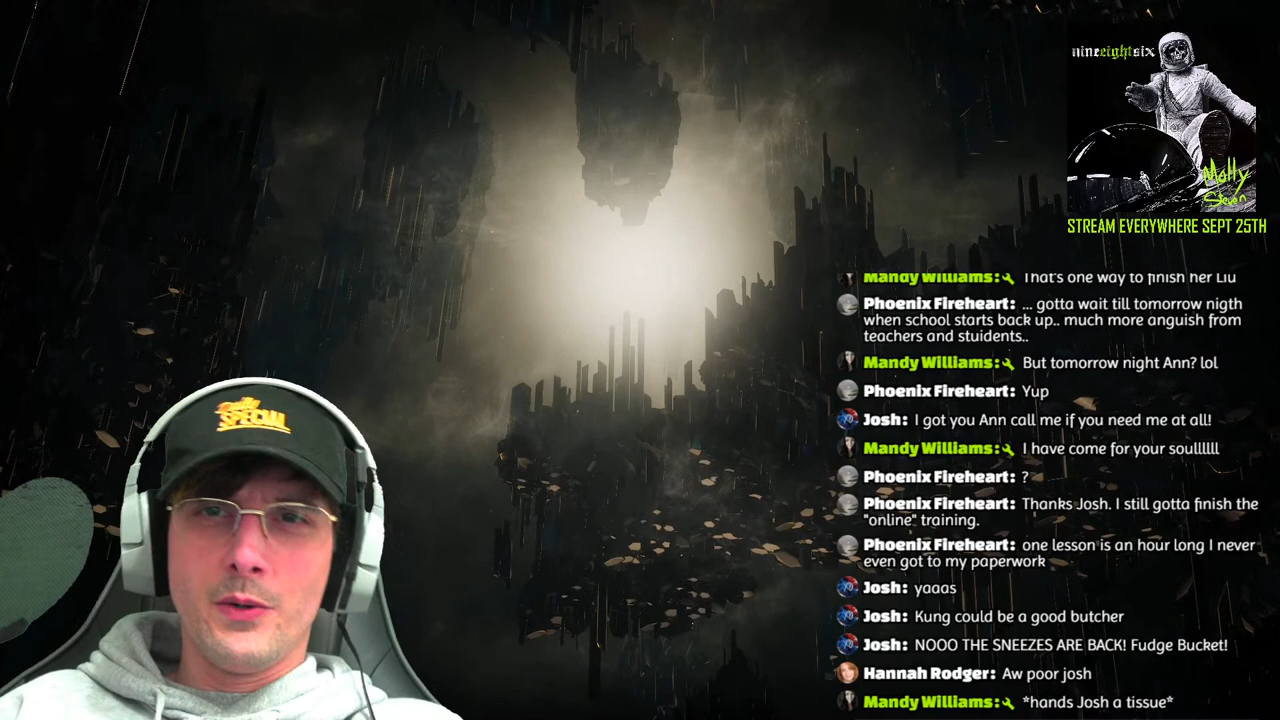 nineeightsix
Molly
Steven
STREAM EVERYWHERE SEPT 25TH
Mandy Williams: That's one way to finish her Liu
Phoenix Fireheart: ... gotta wait till tomorrow nigth
when school starts back up.. much more anguish from
teachers and stuidents..
Mandy Williams: But tomorrow night Ann? lol
Phoenix Fireheart: Yup
Josh: I got you Ann call me if you need me at all!
Mandy Williams: I have come for your soulllllll
Phoenix Fireheart: ?
Phoenix Fireheart: Thanks Josh. I still gotta finish the
"online" training.
Phoenix Fireheart: one lesson is an hour long I never
even got to my paperwork
Josh: yaaas
Josh: Kung could be a good butcher
Josh: NOOO THE SNEEZES ARE BACK! Fudge Bucket!
Hannah Rodger: Aw poor josh
Mandy Williams: *hands Josh a tissue*
SPECIAL